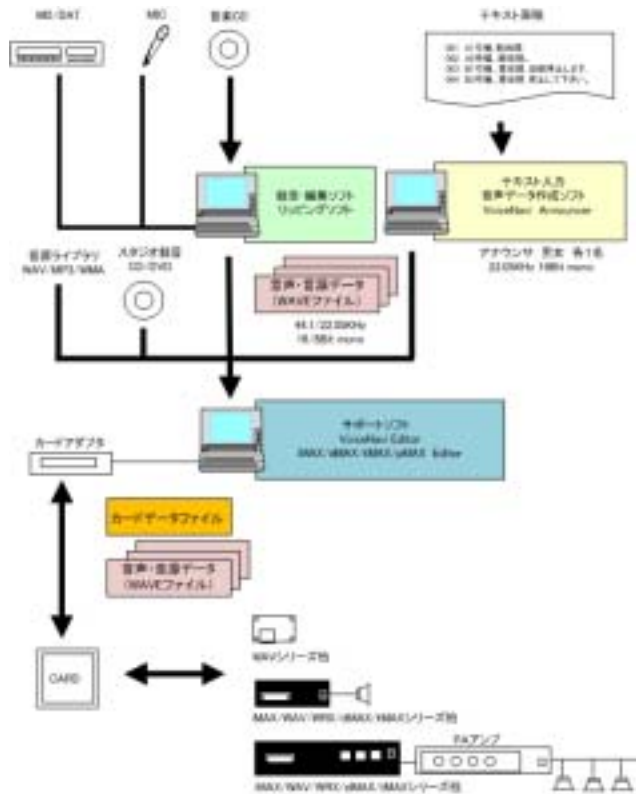 MD/DAT
MIC
音楽CD
テキスト原稿
録音・編集ソフト
リッピングソフト
テキスト入力
音声データ作成ソフト
VoiceNavi Announcer
アナウンサ 男女 各1名
22.05KHz 16Bit mono
音源ライブラリ
WAV/MP3/WMA
スタジオ録音
CD/DVD
音声・音源データ
(WAVEファイル)
44.1/22.05KHz
16/8Bit mono
サポートソフト
VoiceNavi Editor
カードアダプタ
カードデータファイル
音声・音源データ
(WAVEファイル)
CARD
WAVシリーズ他
PAアンプ